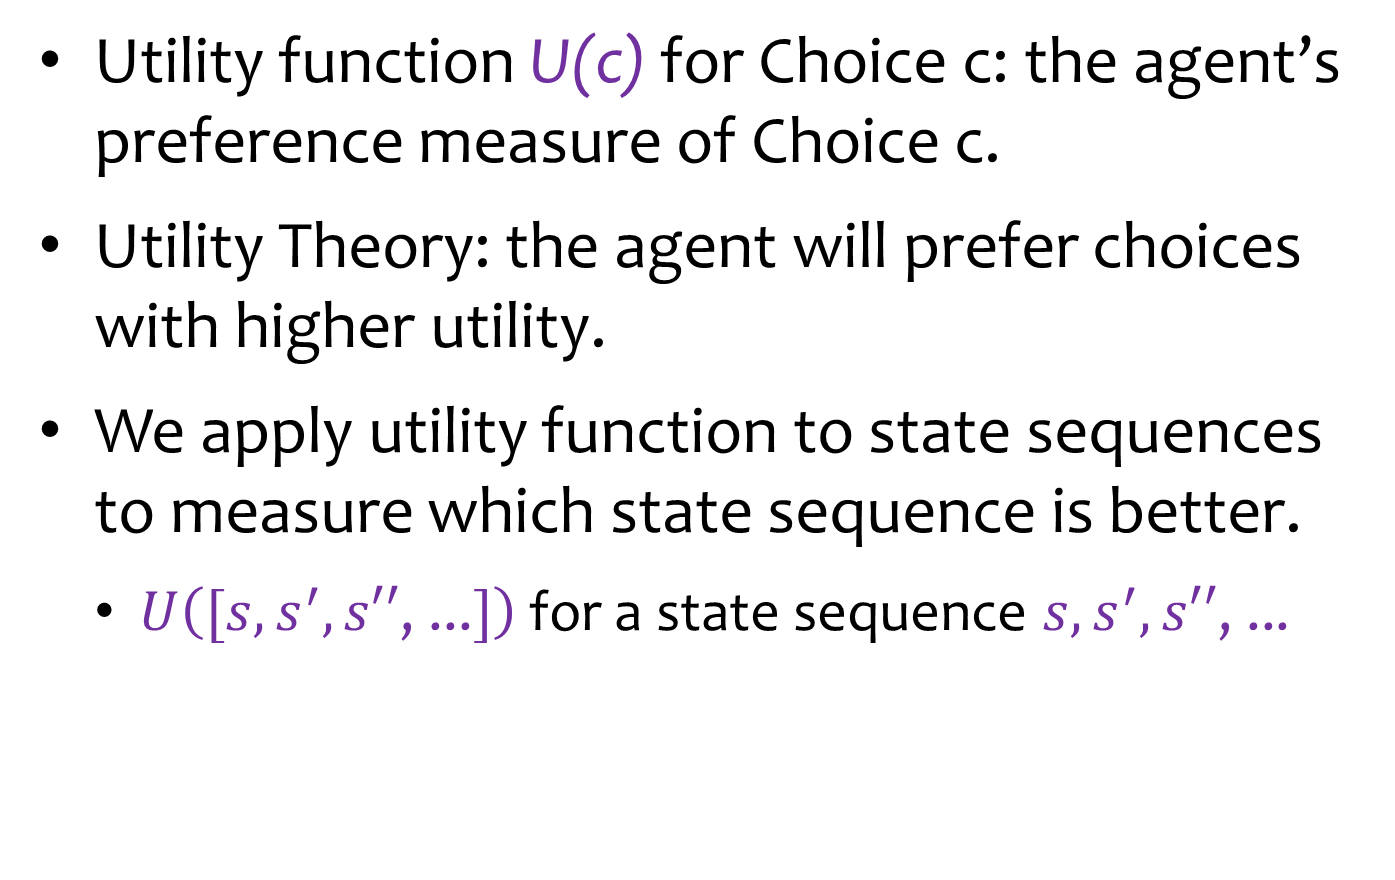 • Utility function U(c) for Choice c: the agent’s
preference measure of Choice c.
• Utility Theory: the agent will prefer choices
with higher utility.
• We apply utility function to state sequences
to measure which state sequence is better.
• U([s, s′, s′′, …]) for a state sequence s, s′, s′′, …